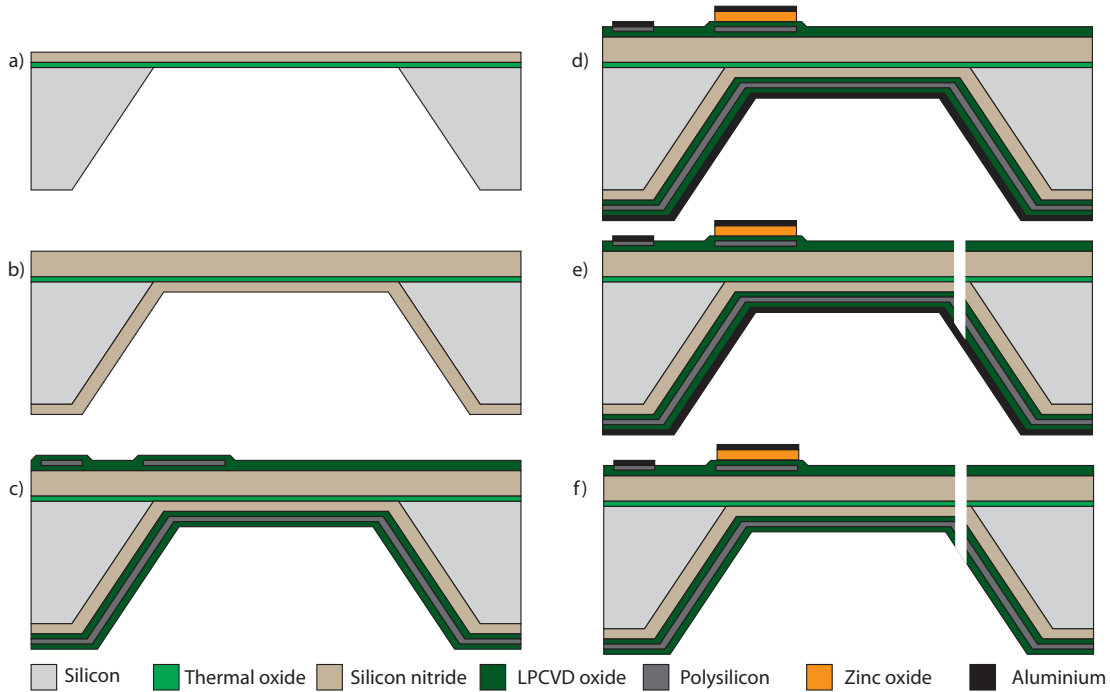 a)
b)
c)
d)
e)
f)
Silicon Thermal oxide Silicon nitride LPCVD oxide Polysilicon Zinc oxide Aluminium